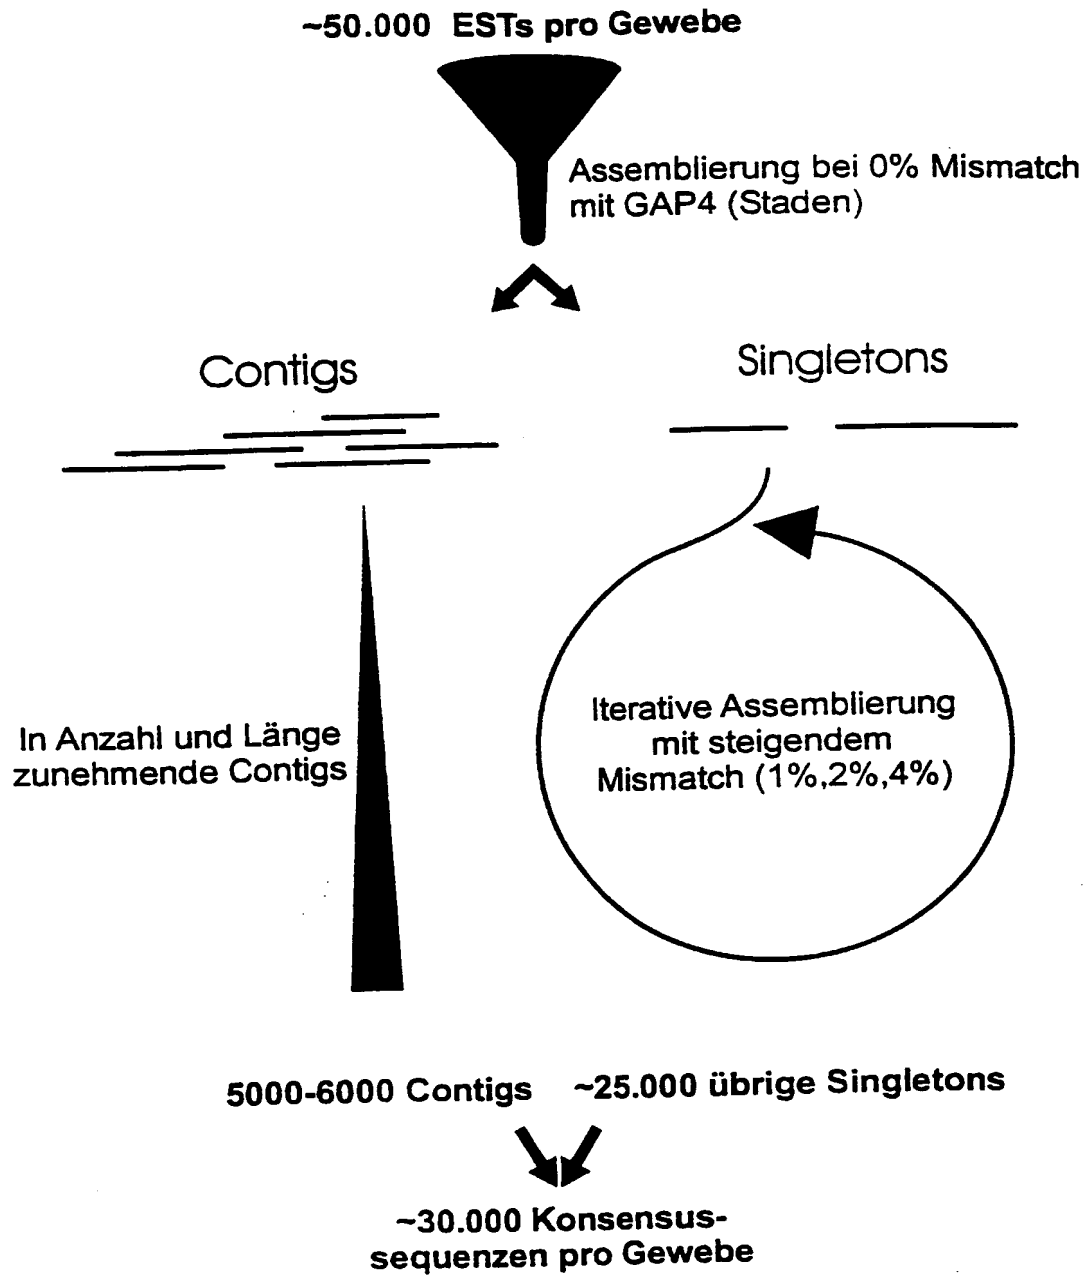 ~50.000 ESTs pro Gewebe
Assemblierung bei 0% Mismatch
mit GAP4 (Staden)
Contigs
Singletons
In Anzahl und Länge
zunehmende Contigs
Iterative Assemblierung
mit steigendem
Mismatch (1%,2%,4%)
5000-6000 Contigs
~25.000 übrige Singletons
~30.000 Konsensus-
sequenzen pro Gewebe